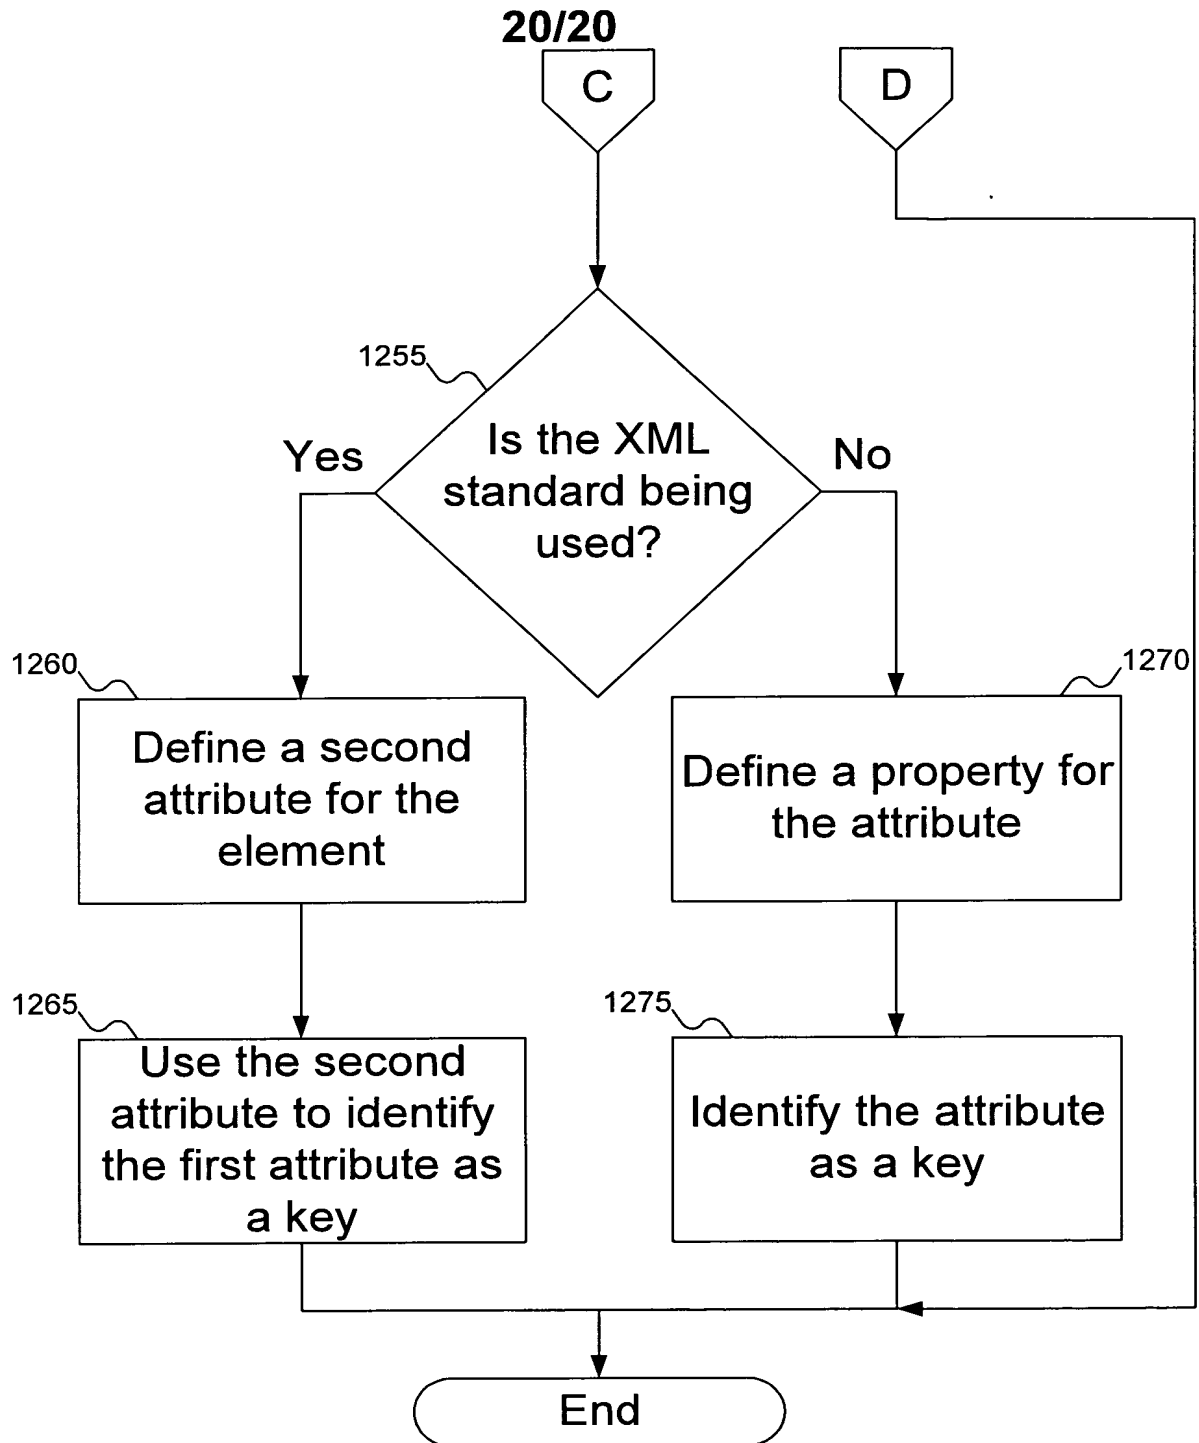 20/20
C
D
1255
Is the XML
standard being
used?
Yes
No
1260
Define a second
attribute for the
element
1270
Define a property for
the attribute
1265
Use the second
attribute to identify
the first attribute as
a key
1275
Identify the attribute
as a key
End